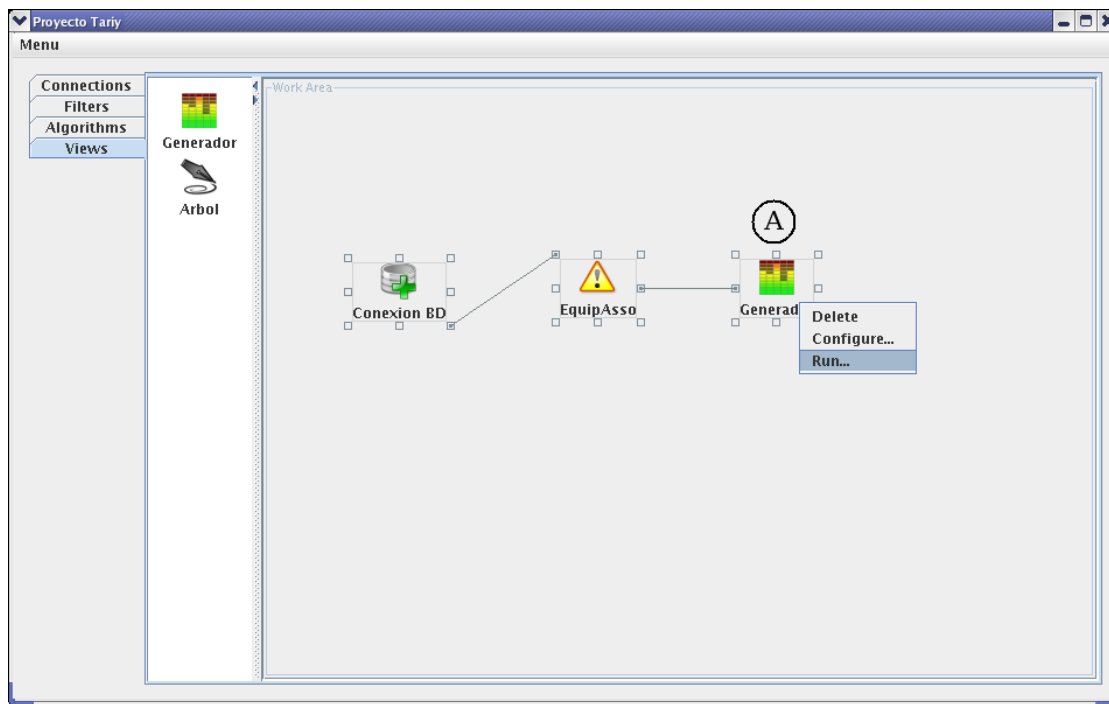 Proyecto Tariy
Menu
Connections
Filters
Algorithms
Views
Generador
Arbol
Work Area
A
Conexion BD
EquipAsso
Generad
Delete
Configure...
Run...